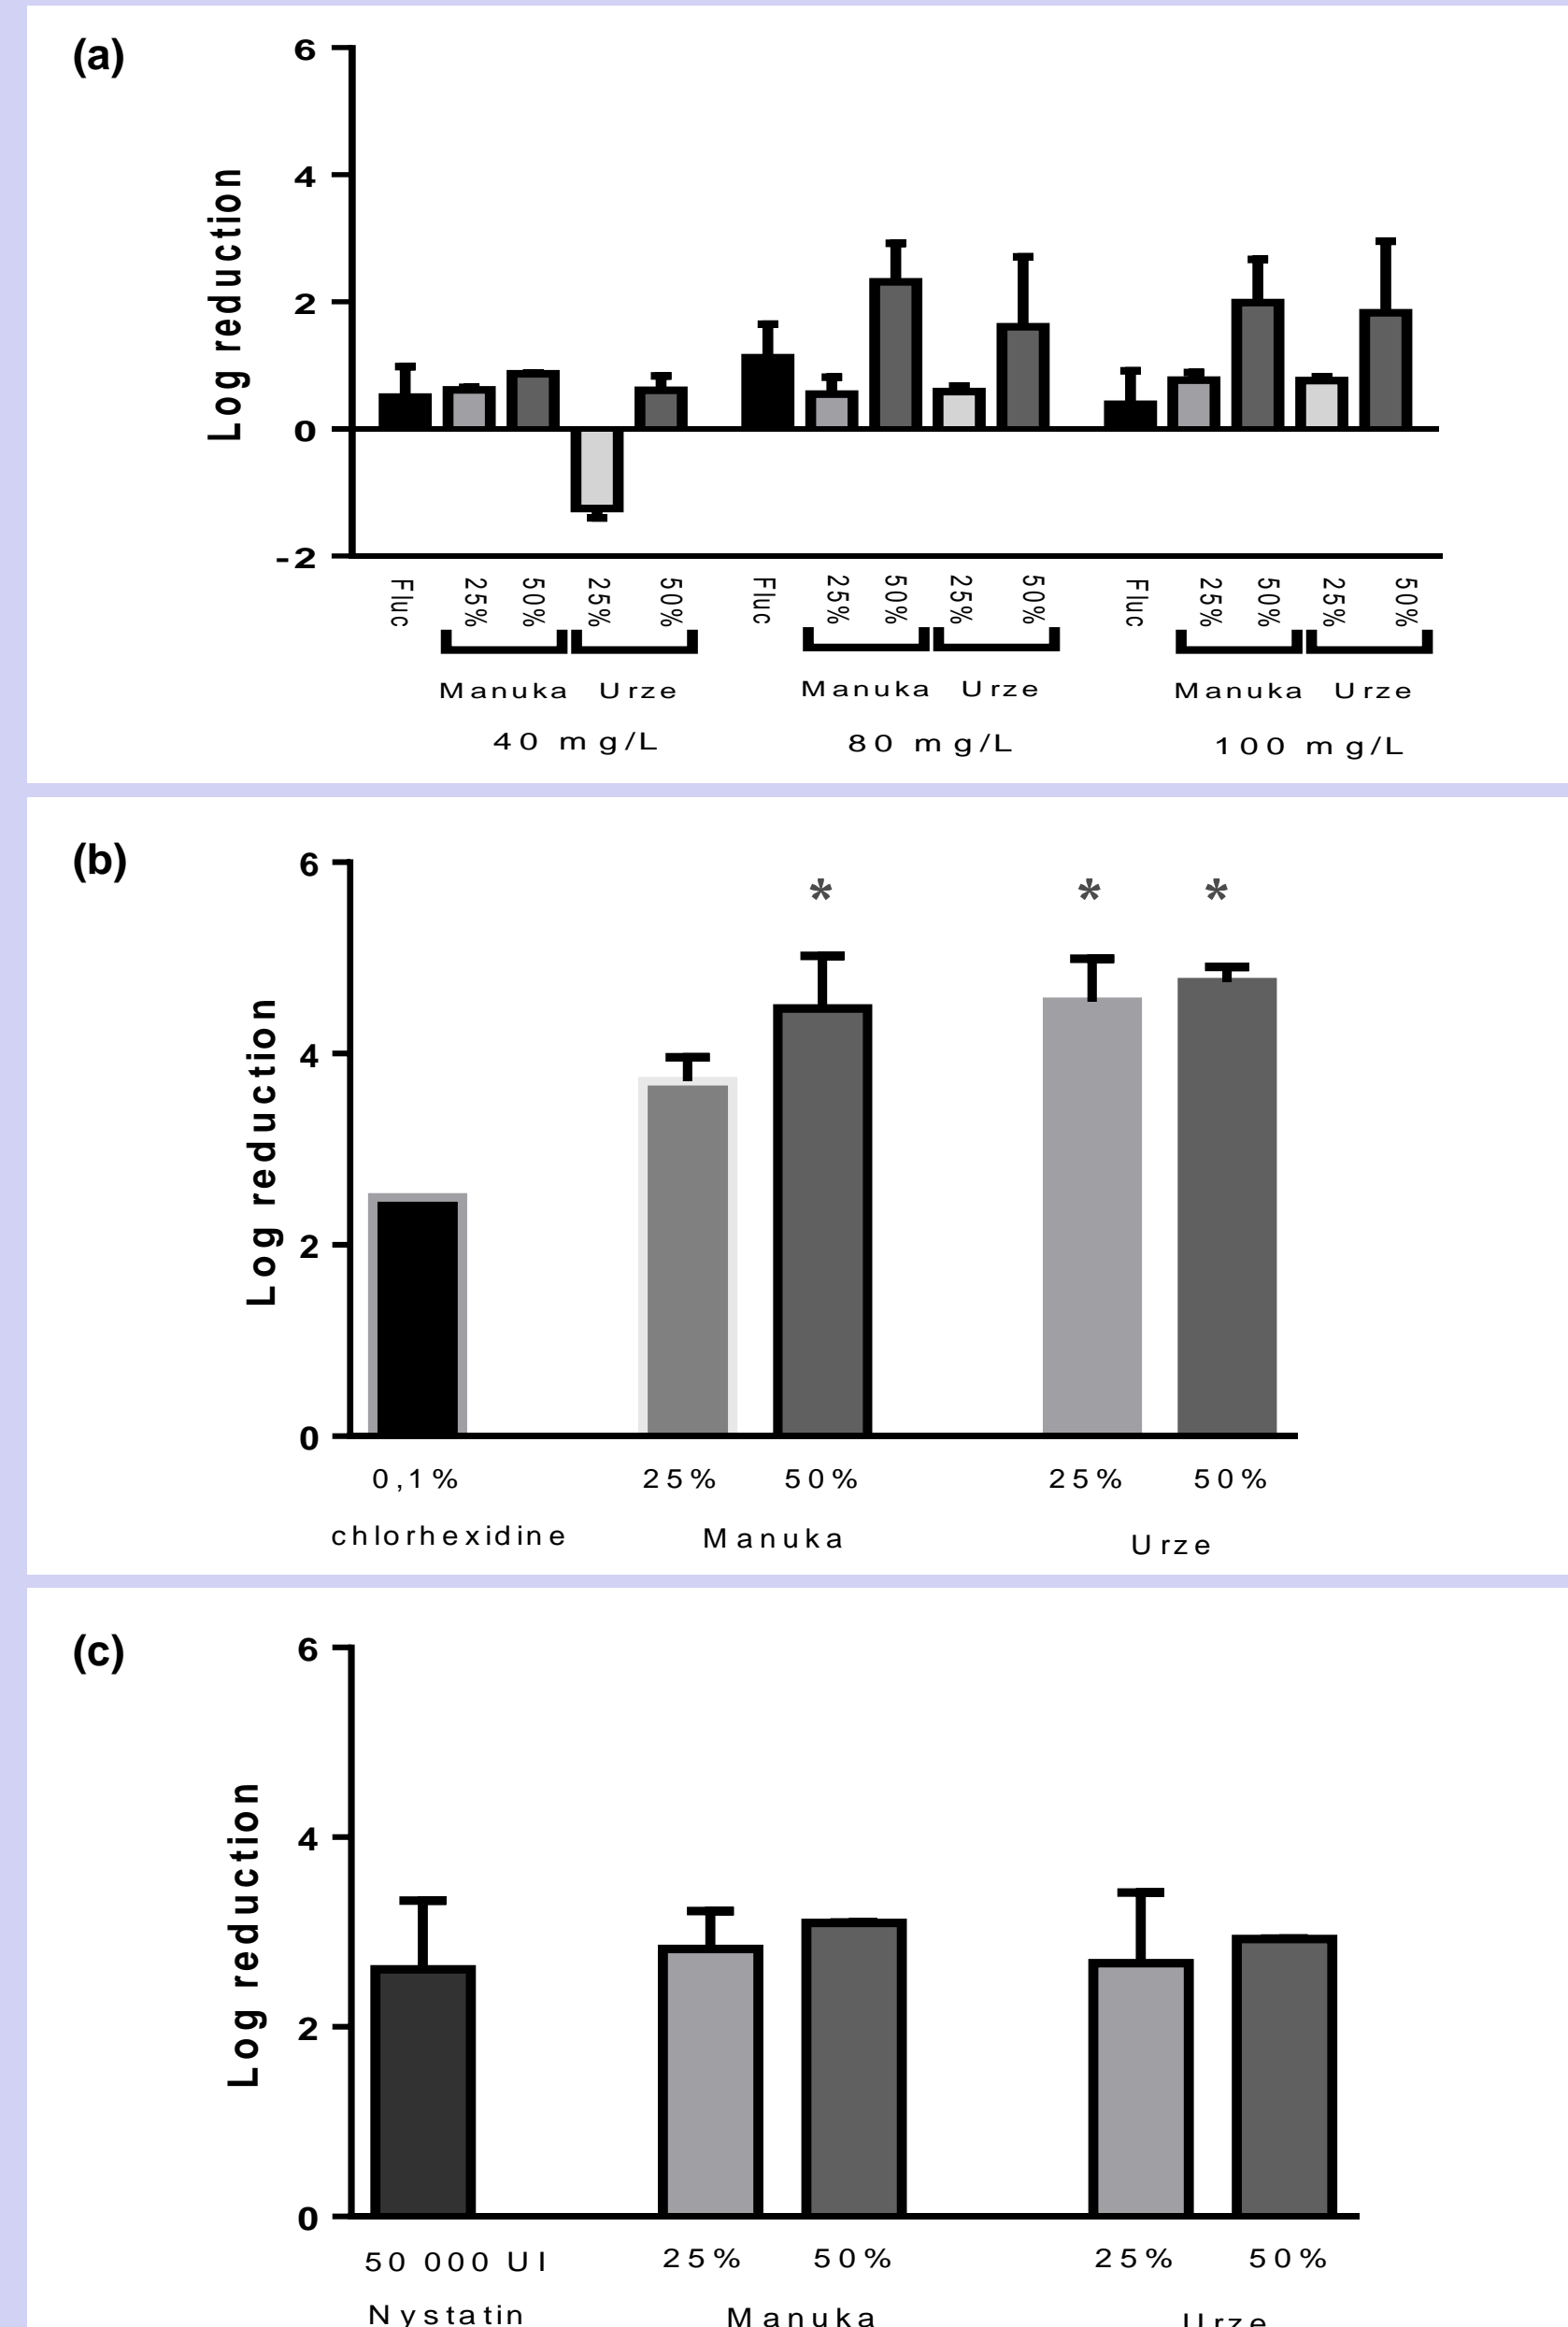 (a)
6
4
2
0
-2
Log reduction
Fluc 25% 50% 25% 50% Fluc 25% 50% 25% 50% Fluc 25% 50% 25% 50%
Manuka Urze Manuka Urze Manuka Urze
40 mg/L 80 mg/L 100 mg/L
(b)
6
4
2
0
Log reduction
* * *
0,1% 25% 50% 25% 50%
chlorhexidine Manuka Urze
(c)
6
4
2
0
Log reduction
50 000 UI 25% 50% 25% 50%
Nystatin Manuka Urze